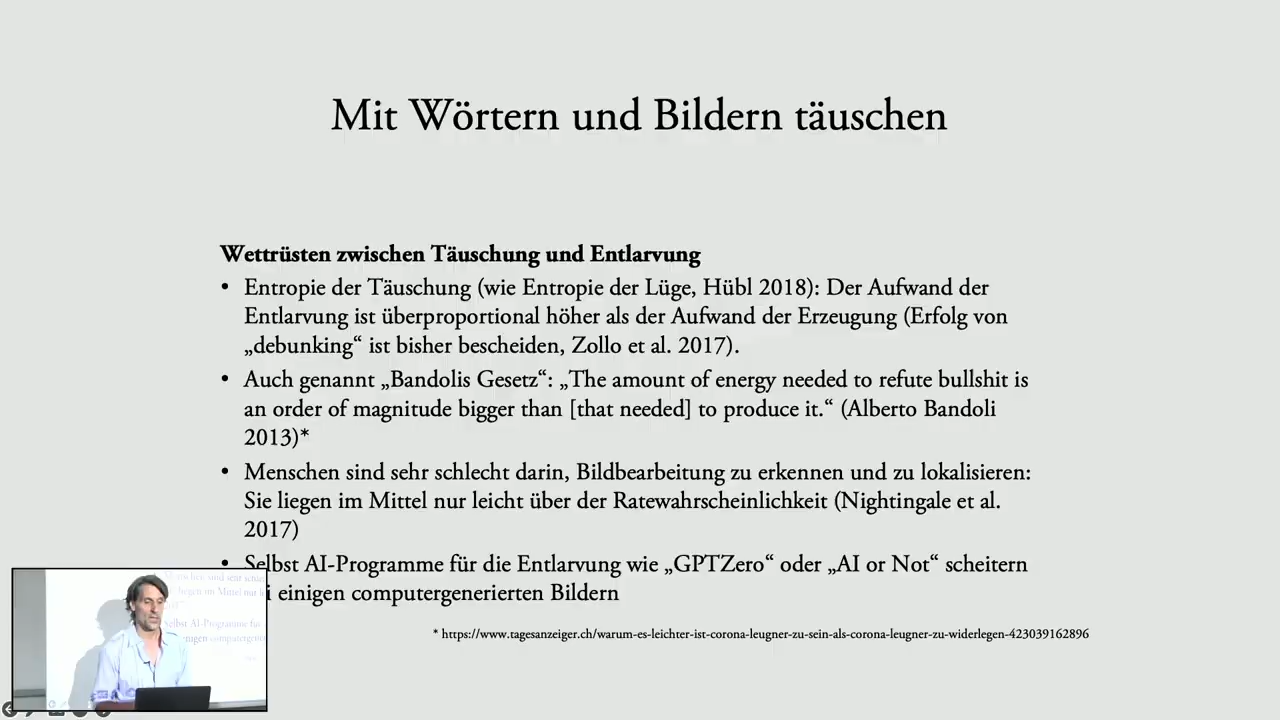 Mit Wörtern und Bildern täuschen
Wettrüsten zwischen Täuschung und Entlarvung
• Entropie der Täuschung (wie Entropie der Lüge, Hübl 2018): Der Aufwand der
Entlarvung ist überproportional höher als der Aufwand der Erzeugung (Erfolg von
„debunking“ ist bisher bescheiden, Zollo et al. 2017).
• Auch genannt „Bandolis Gesetz“: „The amount of energy needed to refute bullshit is
an order of magnitude bigger than [that needed] to produce it.“ (Alberto Bandoli
2013)*
• Menschen sind sehr schlecht darin, Bildbearbeitung zu erkennen und zu lokalisieren:
Sie liegen im Mittel nur leicht über der Ratewahrscheinlichkeit (Nightingale et al.
2017)
• Selbst AI-Programme für die Entlarvung wie „GPTZero“ oder „AI or Not“ scheitern
einigen computergenerierten Bildern
* https://www.tagesanzeiger.ch/warum-es-leichter-ist-corona-leugner-zu-sein-als-corona-leugner-zu-widerlegen-423039162896